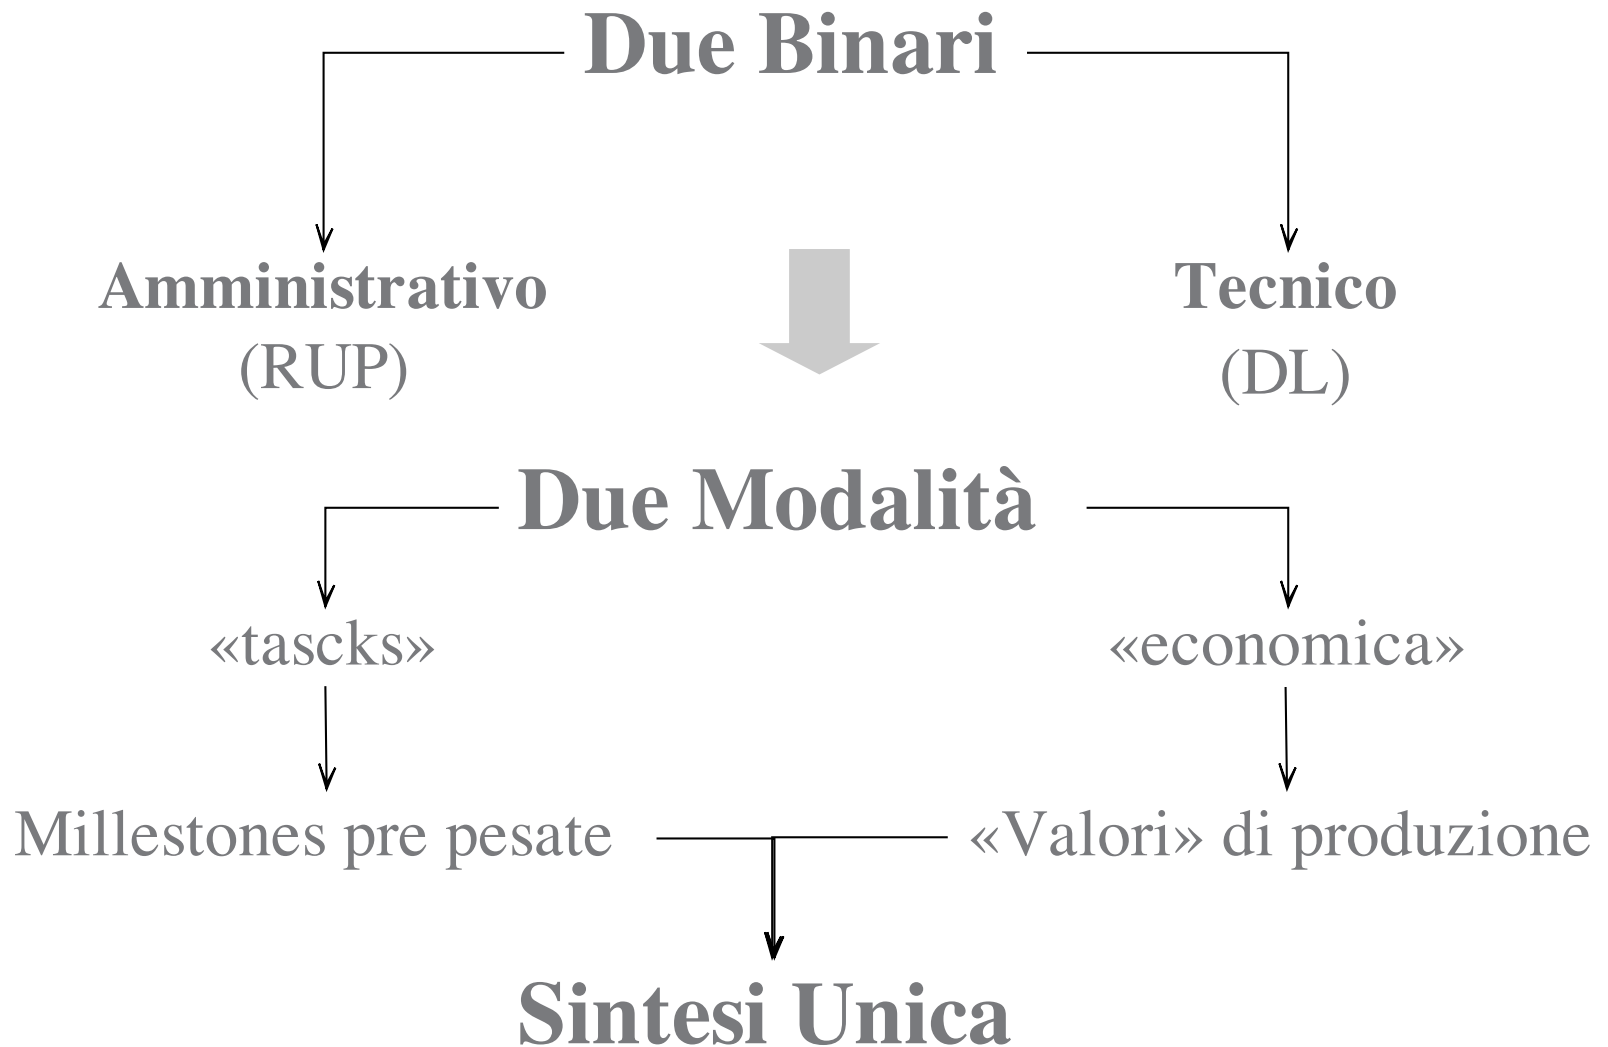 Due Binari
Amministrativo
(RUP)
Tecnico
(DL)
Due Modalità
«tascks»
«economica»
Millestones pre pesate
«Valori» di produzione
Sintesi Unica